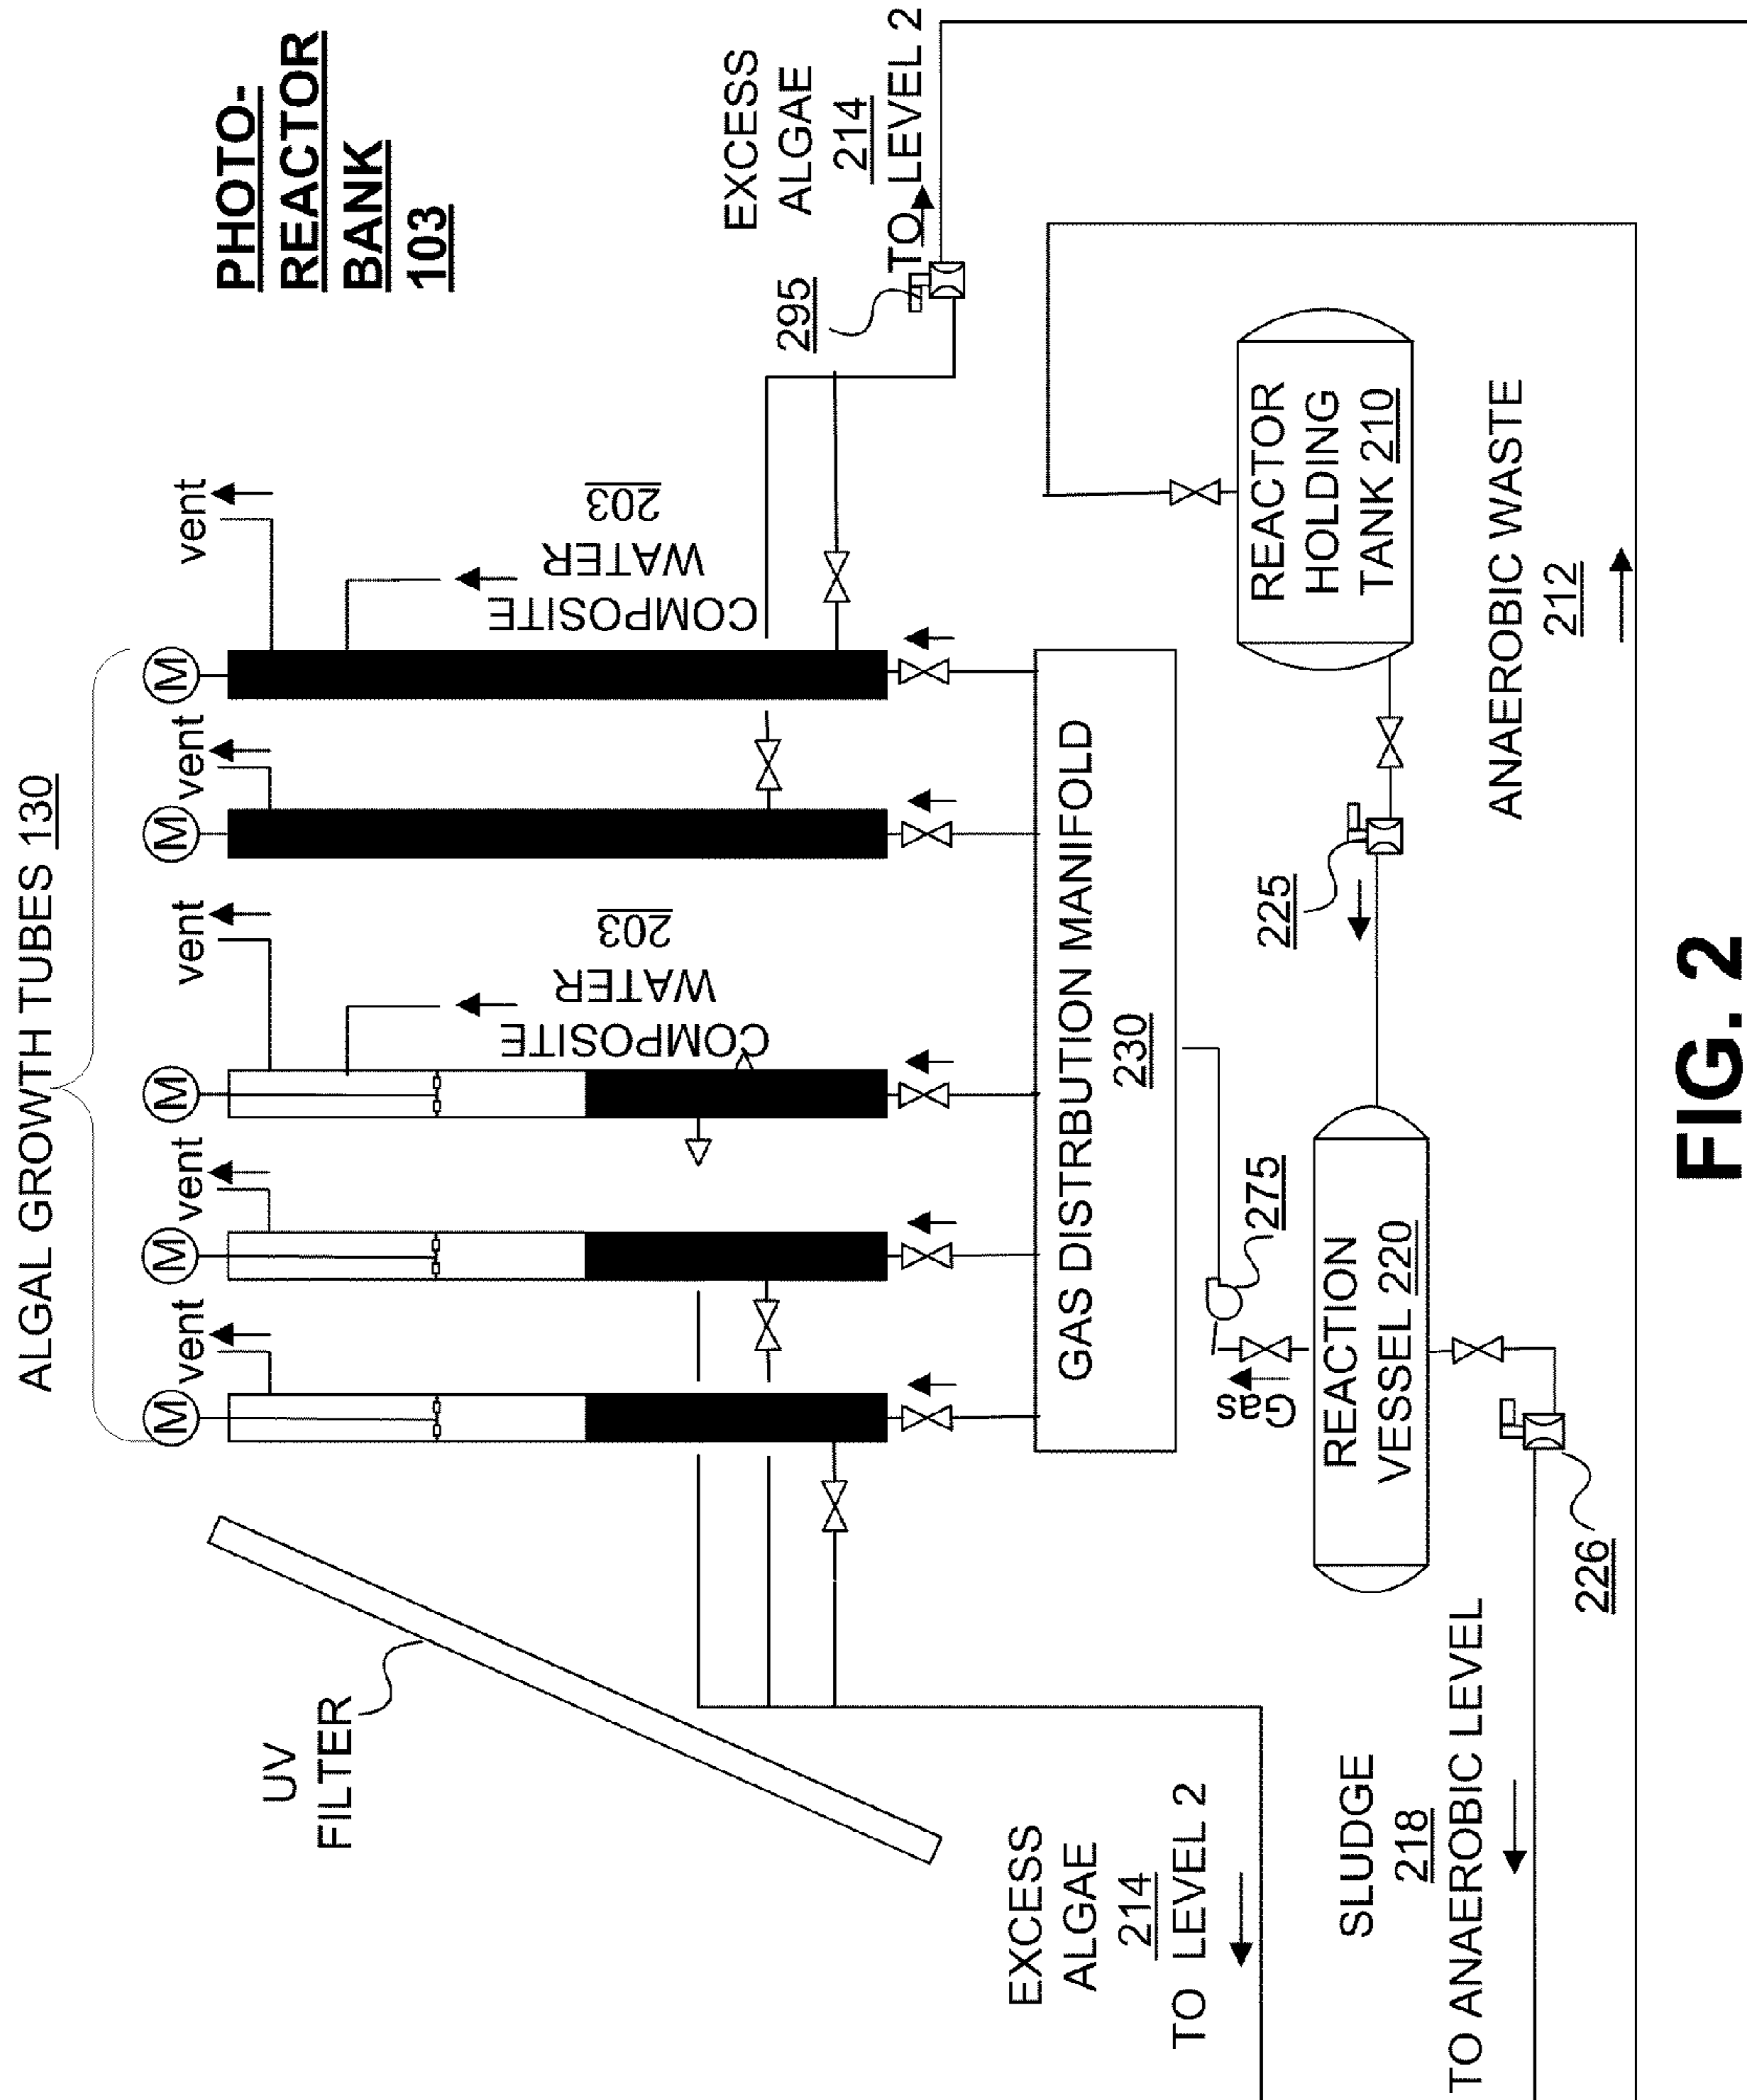 PHOTO-
REACTOR
BANK
103
ALGAL GROWTH TUBES 130
M
M
M
M
M
vent
vent
vent
vent
vent
UV
FILTER
COMPOSITE
WATER
203
COMPOSITE
WATER
203
EXCESS
ALGAE
214
TO LEVEL 2
295
GAS DISTRBUTION MANIFOLD
230
EXCESS
ALGAE
214
TO LEVEL 2
Gas
275
REACTION
VESSEL 220
225
REACTOR
HOLDING
TANK 210
SLUDGE
218
TO ANAEROBIC LEVEL
226
ANAEROBIC WASTE
212
FIG. 2